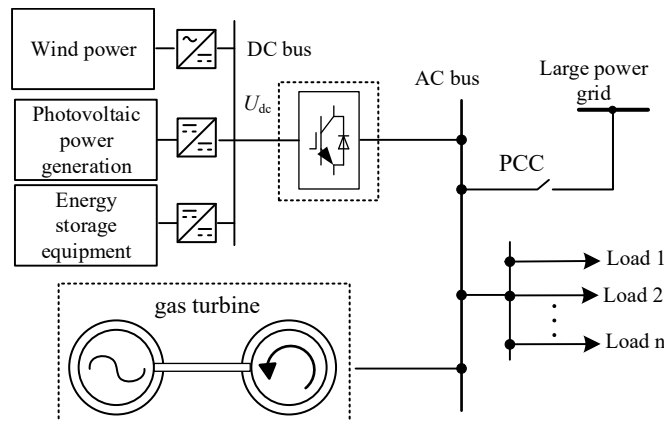 Wind power
DC bus
AC bus
Large power
grid
U_dc
Photovoltaic
power
generation
PCC
Energy
storage
equipment
Load 1
Load 2
Load n
gas turbine